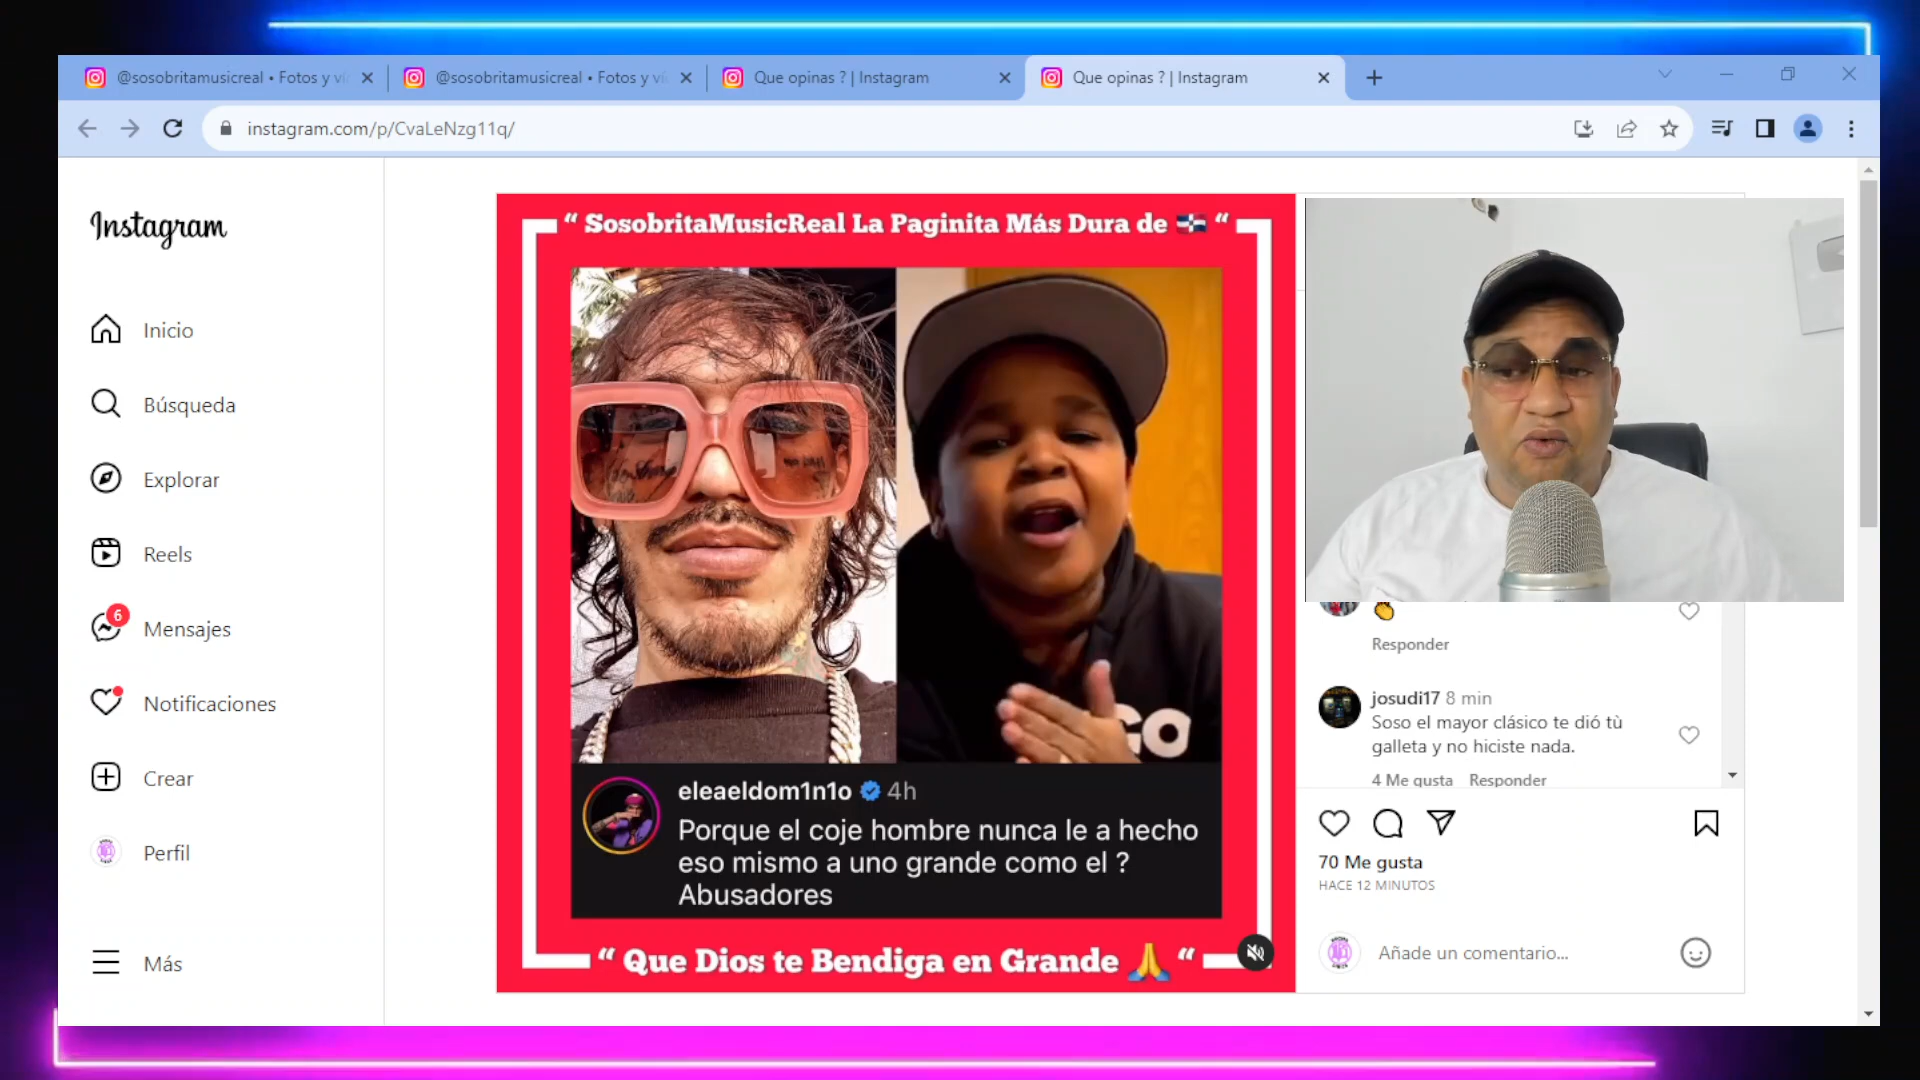 @sosobritamusicreal • Fotos y ví
@sosobritamusicreal • Fotos y ví
Que opinas ? | Instagram
Que opinas ? | Instagram
instagram.com/p/CvaLeNzg11q/
Instagram
Inicio
Búsqueda
Explorar
Reels
6
Mensajes
Notificaciones
Crear
Perfil
Más
“ SosobritaMusicReal La Paginita Más Dura de 🇩🇴 “
GO
eleaeldom1n1o 4h
Porque el coje hombre nunca le a hecho
eso mismo a uno grande como el ?
Abusadores
“ Que Dios te Bendiga en Grande 🙏 “
👏
Responder
josudi17 8 min
Soso el mayor clásico te dió tù
galleta y no hiciste nada.
4 Me gusta Responder
70 Me gusta
HACE 12 MINUTOS
Añade un comentario...